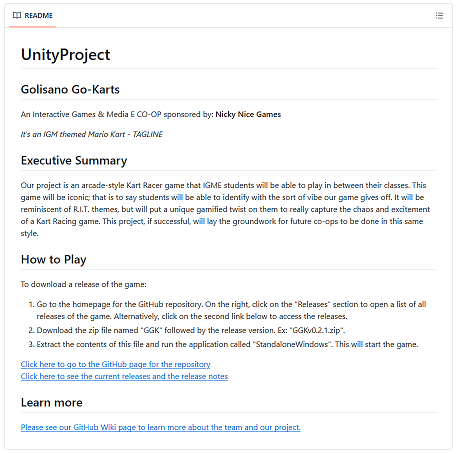 README
UnityProject
Golisano Go-Karts
An Interactive Games & Media E CO-OP sponsored by: Nicky Nice Games
It's an IGM themed Mario Kart - TAGLINE
Executive Summary
Our project is an arcade-style Kart Racer game that IGME students will be able to play in between their classes. This
game will be iconic; that is to say students will be able to identify with the sort of vibe our game gives off. It will be
reminiscent of R.I.T. themes, but will put a unique gamified twist on them to really capture the chaos and excitement
of a Kart Racing game. This project, if successful, will lay the groundwork for future co-ops to be done in this same
style.
How to Play
To download a release of the game:
1. Go to the homepage for the GitHub repository. On the right, click on the "Releases" section to open a list of all
releases of the game. Alternatively, click on the second link below to access the releases.
2. Download the zip file named "GGK" followed by the release version. Ex: "GGKv0.2.1.zip".
3. Extract the contents of this file and run the application called "StandaloneWindows". This will start the game.
Click here to go to the GitHub page for the repository
Click here to see the current releases and the release notes
Learn more
Please see our GitHub Wiki page to learn more about the team and our project.